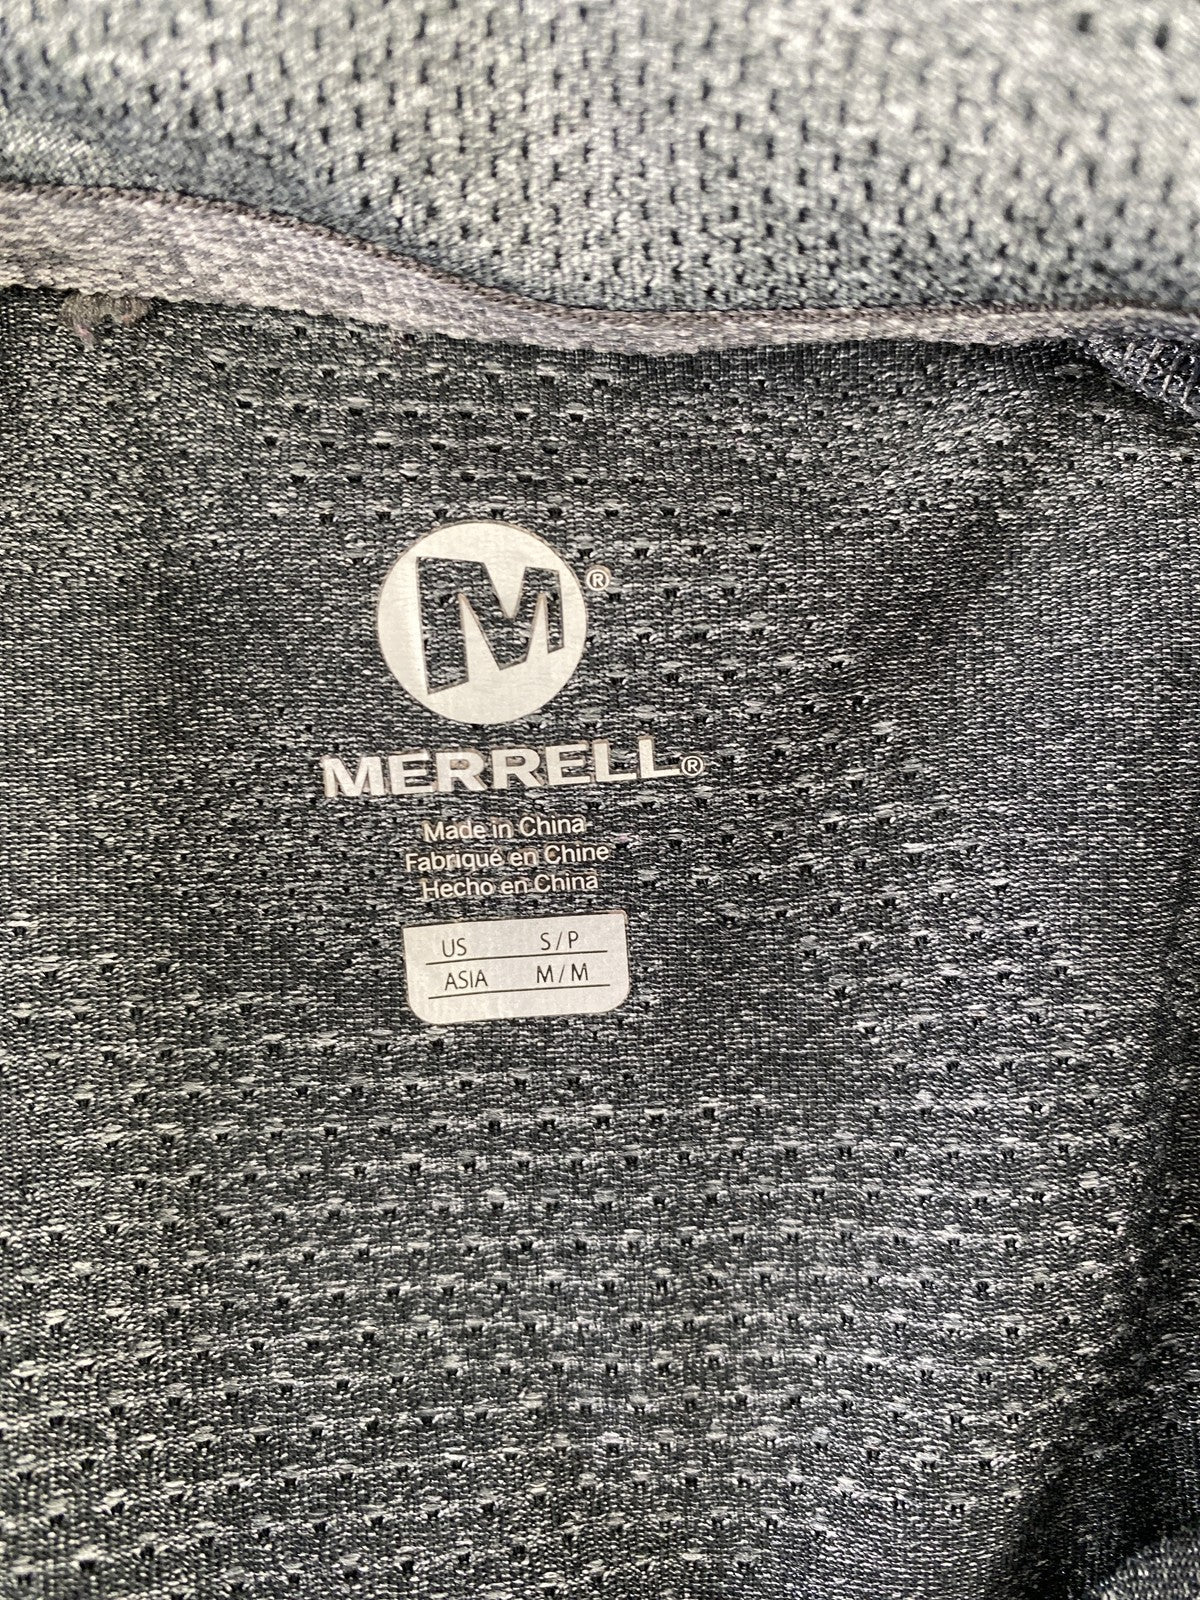 M®
MERRELL®
Made in China
Fabriqué en Chine
Hecho en China
US S/P
ASIA M/M